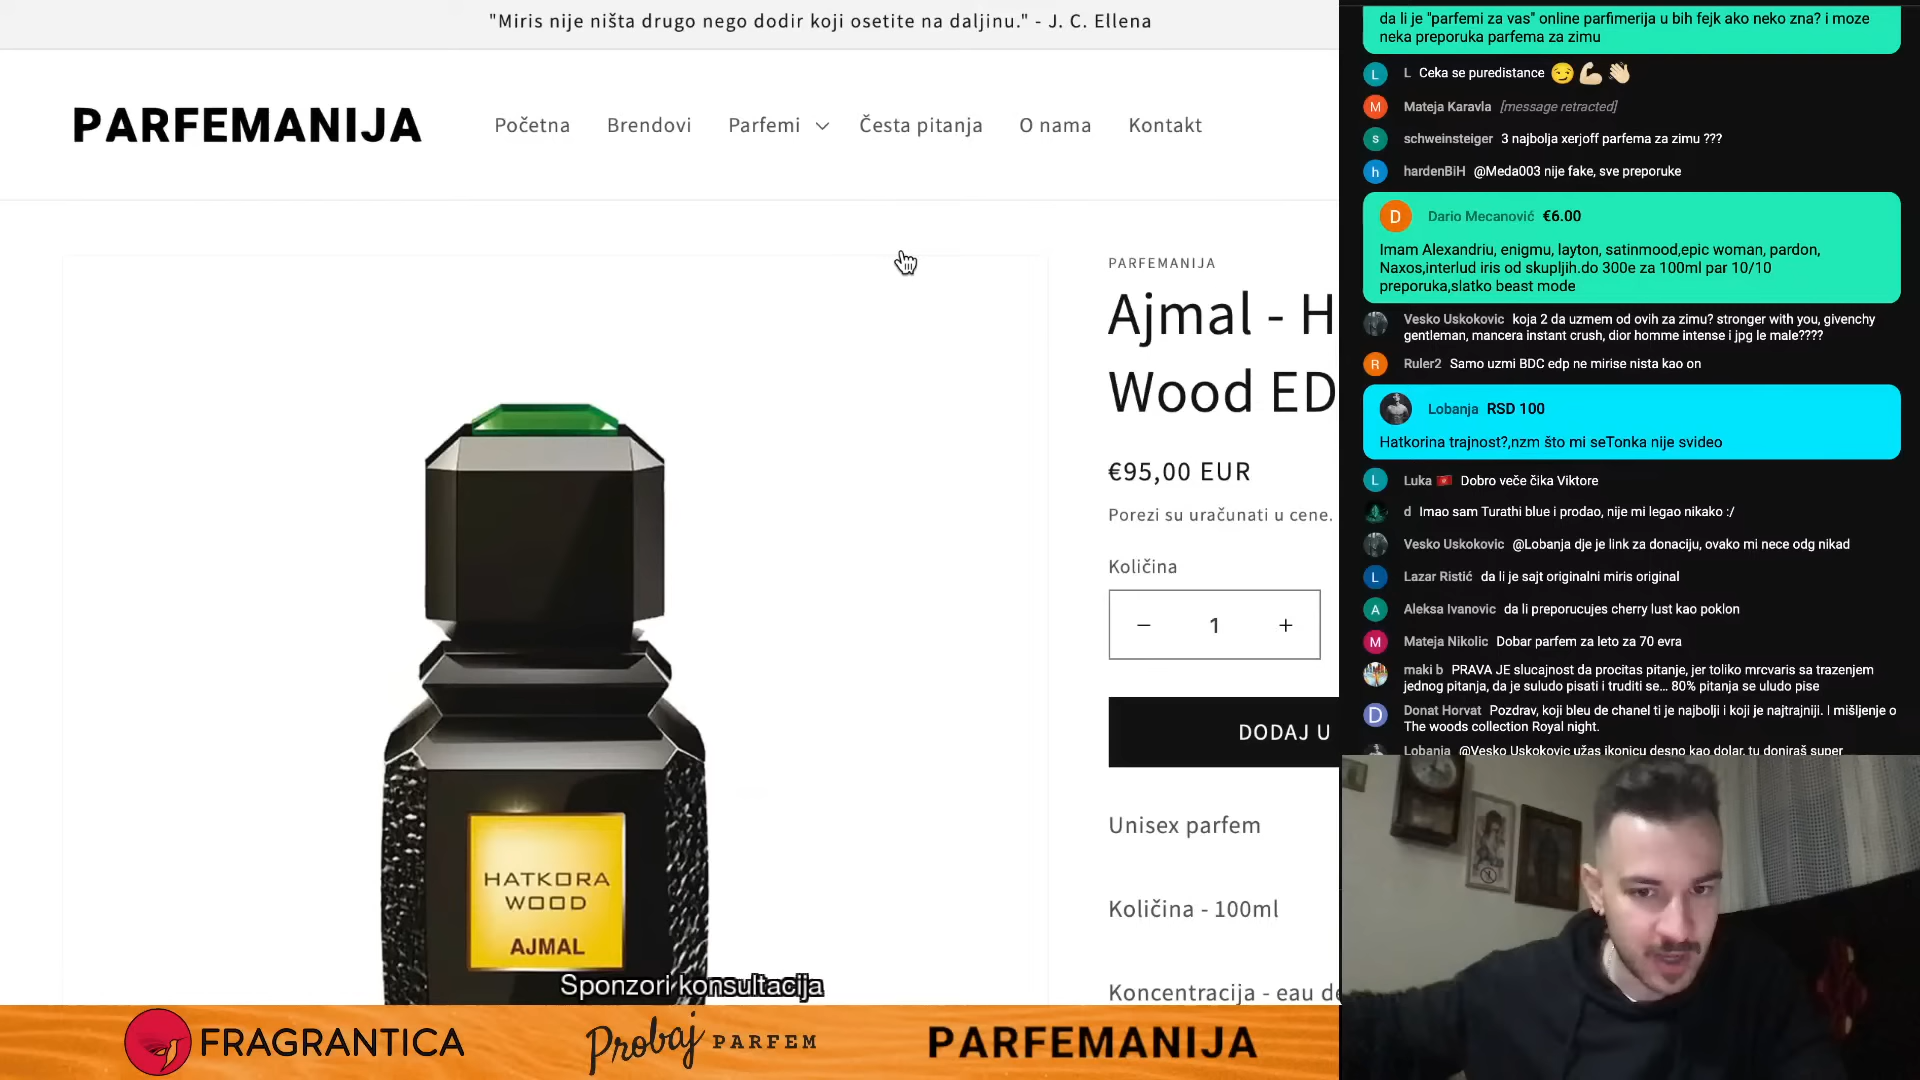 "Miris nije ništa drugo nego dodir koji osetite na daljinu." - J. C. Ellena
PARFEMANIJA
Početna
Brendovi
Parfemi
Česta pitanja
O nama
Kontakt
PARFEMANIJA
Ajmal - H
Wood ED
€95,00 EUR
Porezi su uračunati u cene.
Količina
− 1 +
DODAJ U
Unisex parfem
Količina - 100ml
Koncentracija - eau de
HATKORA
WOOD
AJMAL
Sponzori konsultacija
FRAGRANTICA
Probaj PARFEM
PARFEMANIJA
da li je "parfemi za vas" online parfimerija u bih fejk ako neko zna? i moze
neka preporuka parfema za zimu
L L Ceka se puredistance 😏 💪🏻 👋🏻
M Mateja Karavla [message retracted]
s schweinsteiger 3 najbolja xerjoff parfema za zimu ???
h hardenBiH @Meda003 nije fake, sve preporuke
D Dario Mecanović €6.00
Imam Alexandriu, enigmu, layton, satinmood,epic woman, pardon,
Naxos,interlud iris od skupljih.do 300e za 100ml par 10/10
preporuka,slatko beast mode
Vesko Uskokovic koja 2 da uzmem od ovih za zimu? stronger with you, givenchy
gentleman, mancera instant crush, dior homme intense i jpg le male????
R Ruler2 Samo uzmi BDC edp ne mirise nista kao on
Lobanja RSD 100
Hatkorina trajnost?,nzm što mi seTonka nije svideo
L Luka 🇲🇪 Dobro veče čika Viktore
d Imao sam Turathi blue i prodao, nije mi legao nikako :/
Vesko Uskokovic @Lobanja dje je link za donaciju, ovako mi nece odg nikad
L Lazar Ristić da li je sajt originalni miris original
A Aleksa Ivanovic da li preporucujes cherry lust kao poklon
M Mateja Nikolic Dobar parfem za leto za 70 evra
maki b PRAVA JE slucajnost da procitas pitanje, jer toliko mrcvaris sa trazenjem
jednog pitanja, da je suludo pisati i truditi se... 80% pitanja se uludo pise
D Donat Horvat Pozdrav, koji bleu de chanel ti je najbolji i koji je najtrajniji. I mišljenje o
The woods collection Royal night.
Lobanja @Vesko Uskokovic užas ikonicu desno kao dolar, tu doniraš super